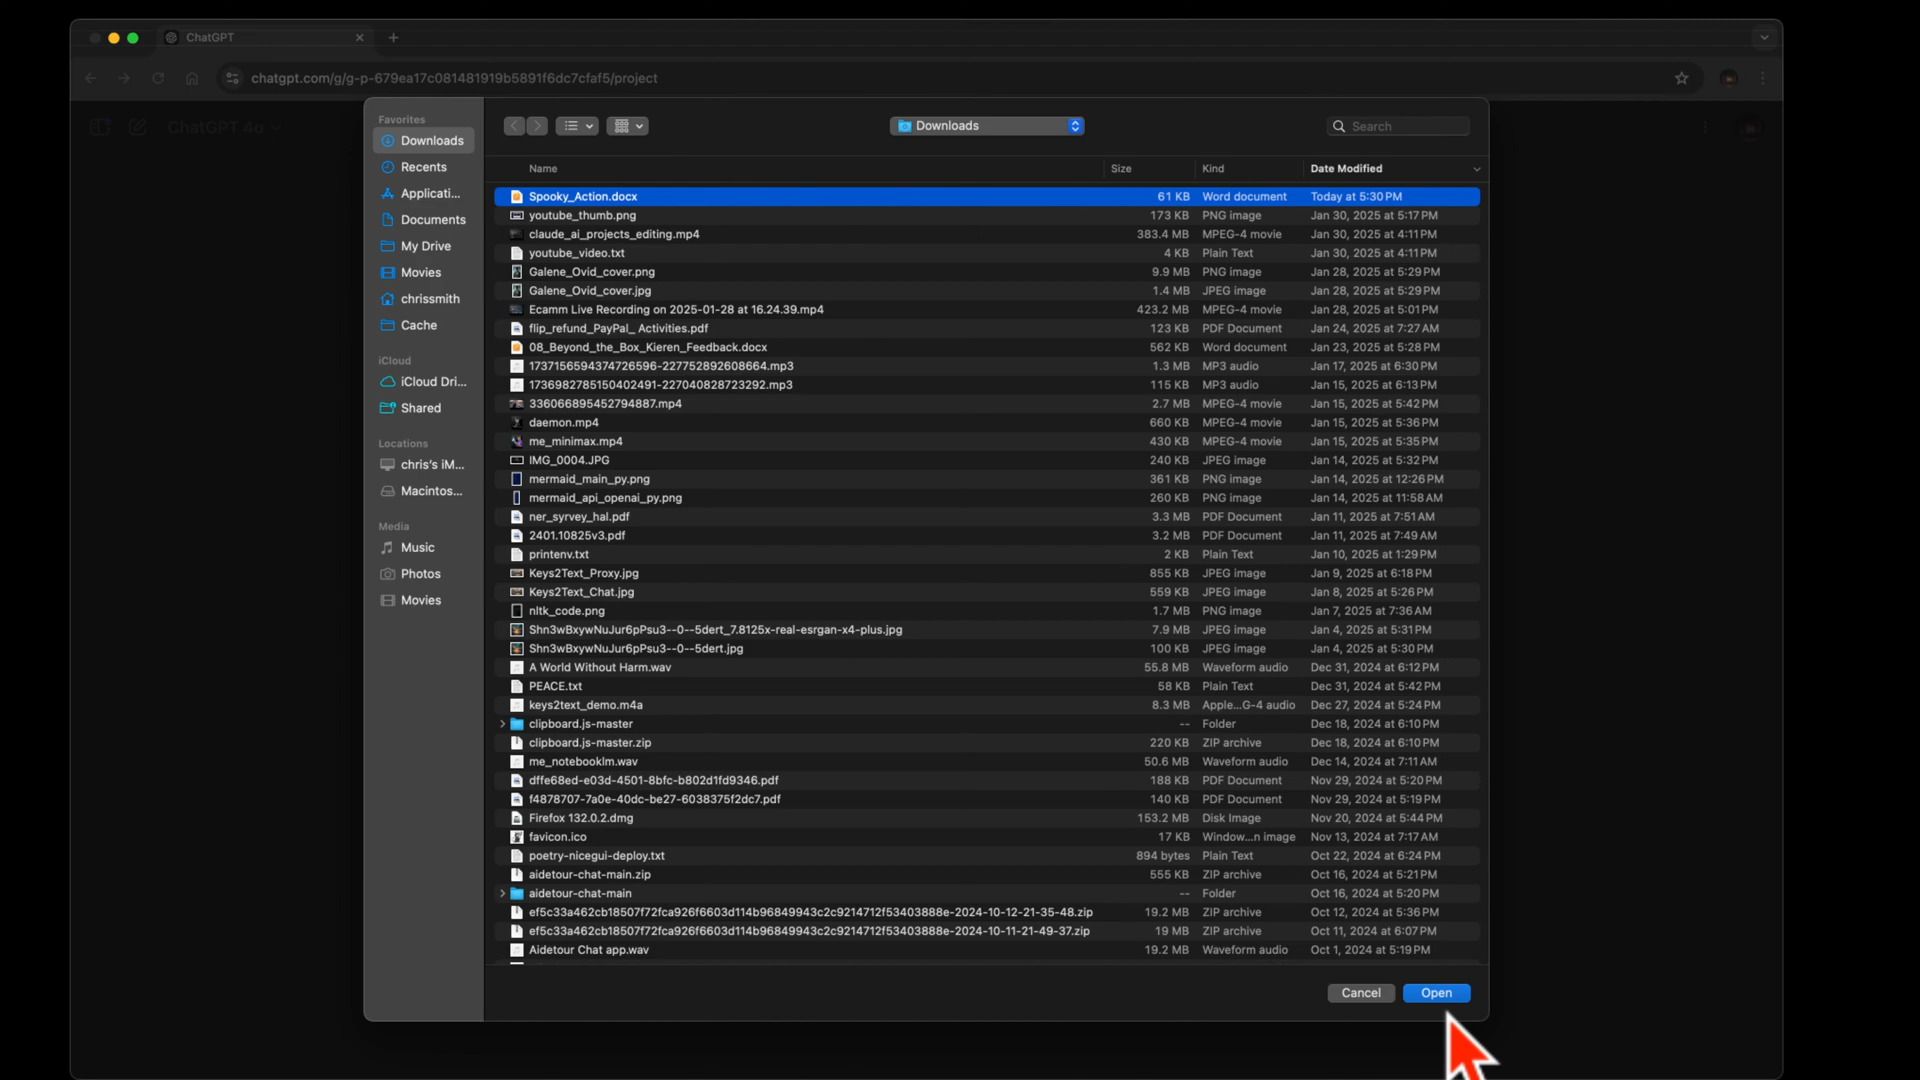 ChatGPT
chatgpt.com/g/g-p-679ea17c081481919b5891f6dc7cfaf5/project
ChatGPT 4o
Favorites
Downloads
Recents
Applicati...
Documents
My Drive
Movies
chrissmith
Cache
iCloud
iCloud Dri...
Shared
Locations
chris's iM...
Macintos...
Media
Music
Photos
Movies
Downloads
Search
Name Size Kind Date Modified
Spooky_Action.docx 61 KB Word document Today at 5:30 PM
youtube_thumb.png 173 KB PNG image Jan 30, 2025 at 5:17 PM
claude_ai_projects_editing.mp4 383.4 MB MPEG-4 movie Jan 30, 2025 at 4:11 PM
youtube_video.txt 4 KB Plain Text Jan 30, 2025 at 4:11 PM
Galene_Ovid_cover.png 9.9 MB PNG image Jan 28, 2025 at 5:29 PM
Galene_Ovid_cover.jpg 1.4 MB JPEG image Jan 28, 2025 at 5:29 PM
Ecamm Live Recording on 2025-01-28 at 16.24.39.mp4 423.2 MB MPEG-4 movie Jan 28, 2025 at 5:01 PM
flip_refund_PayPal_ Activities.pdf 123 KB PDF Document Jan 24, 2025 at 7:27 AM
08_Beyond_the_Box_Kieren_Feedback.docx 562 KB Word document Jan 23, 2025 at 5:28 PM
1737156594374726596-227752892608664.mp3 1.3 MB MP3 audio Jan 17, 2025 at 6:30 PM
1736982785150402491-227040828723292.mp3 115 KB MP3 audio Jan 15, 2025 at 6:13 PM
336066895452794887.mp4 2.7 MB MPEG-4 movie Jan 15, 2025 at 5:42 PM
daemon.mp4 660 KB MPEG-4 movie Jan 15, 2025 at 5:36 PM
me_minimax.mp4 430 KB MPEG-4 movie Jan 15, 2025 at 5:35 PM
IMG_0004.JPG 240 KB JPEG image Jan 14, 2025 at 5:32 PM
mermaid_main_py.png 361 KB PNG image Jan 14, 2025 at 12:26 PM
mermaid_api_openai_py.png 260 KB PNG image Jan 14, 2025 at 11:58 AM
ner_syrvey_hal.pdf 3.3 MB PDF Document Jan 11, 2025 at 7:51 AM
2401.10825v3.pdf 3.2 MB PDF Document Jan 11, 2025 at 7:49 AM
printenv.txt 2 KB Plain Text Jan 10, 2025 at 1:29 PM
Keys2Text_Proxy.jpg 855 KB JPEG image Jan 9, 2025 at 6:18 PM
Keys2Text_Chat.jpg 559 KB JPEG image Jan 8, 2025 at 5:26 PM
nltk_code.png 1.7 MB PNG image Jan 7, 2025 at 7:36 AM
Shn3wBxywNuJur6pPsu3--0--5dert_7.8125x-real-esrgan-x4-plus.jpg 7.9 MB JPEG image Jan 4, 2025 at 5:31 PM
Shn3wBxywNuJur6pPsu3--0--5dert.jpg 100 KB JPEG image Jan 4, 2025 at 5:30 PM
A World Without Harm.wav 55.8 MB Waveform audio Dec 31, 2024 at 6:12 PM
PEACE.txt 58 KB Plain Text Dec 31, 2024 at 5:42 PM
keys2text_demo.m4a 8.3 MB Apple...G-4 audio Dec 27, 2024 at 5:24 PM
clipboard.js-master -- Folder Dec 18, 2024 at 6:10 PM
clipboard.js-master.zip 220 KB ZIP archive Dec 18, 2024 at 6:10 PM
me_notebooklm.wav 50.6 MB Waveform audio Dec 14, 2024 at 7:11 AM
dffe68ed-e03d-4501-8bfc-b802d1fd9346.pdf 188 KB PDF Document Nov 29, 2024 at 5:20 PM
f4878707-7a0e-40dc-be27-6038375f2dc7.pdf 140 KB PDF Document Nov 29, 2024 at 5:19 PM
Firefox 132.0.2.dmg 153.2 MB Disk Image Nov 20, 2024 at 5:44 PM
favicon.ico 17 KB Window...n image Nov 13, 2024 at 7:17 AM
poetry-nicegui-deploy.txt 894 bytes Plain Text Oct 22, 2024 at 6:24 PM
aidetour-chat-main.zip 555 KB ZIP archive Oct 16, 2024 at 5:21 PM
aidetour-chat-main -- Folder Oct 16, 2024 at 5:20 PM
ef5c33a462cb18507f72fca926f6603d114b96849943c2c9214712f53403888e-2024-10-12-21-35-48.zip 19.2 MB ZIP archive Oct 12, 2024 at 5:36 PM
ef5c33a462cb18507f72fca926f6603d114b96849943c2c9214712f53403888e-2024-10-11-21-49-37.zip 19 MB ZIP archive Oct 11, 2024 at 6:07 PM
Aidetour Chat app.wav 19.2 MB Waveform audio Oct 1, 2024 at 5:19 PM
Cancel Open